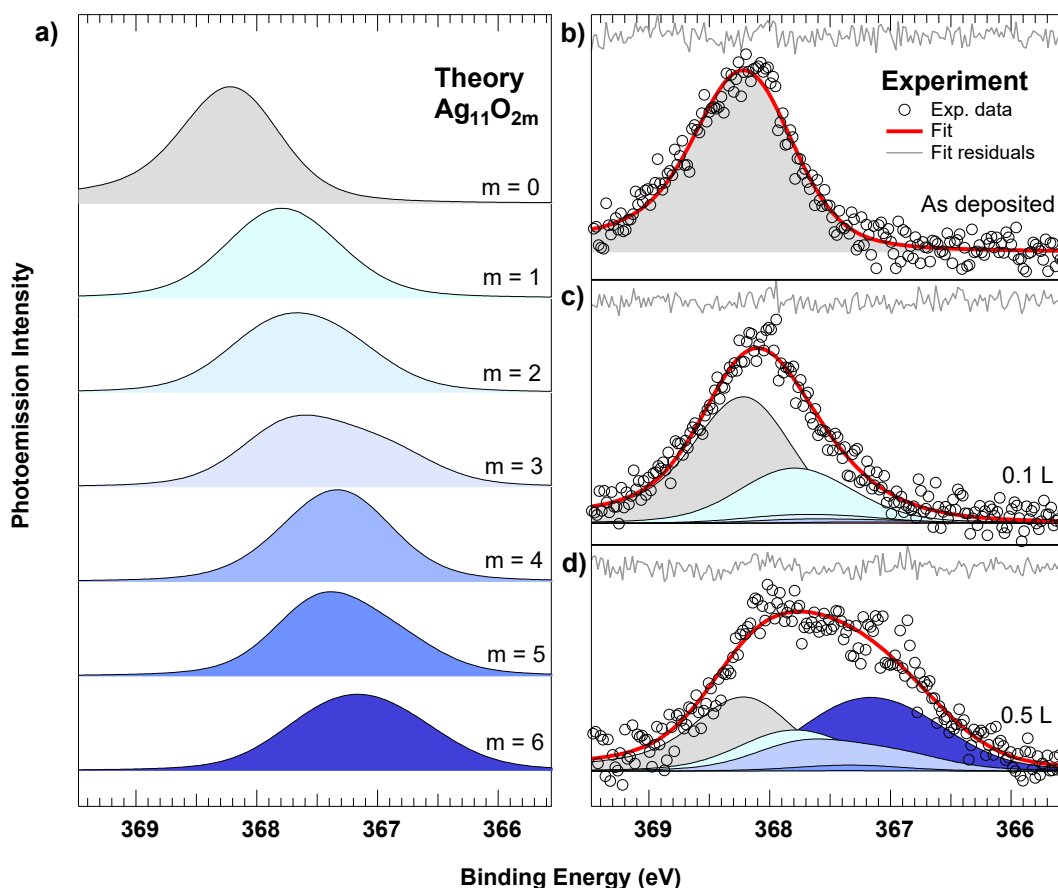 a)
Theory
Ag₁₁O₂ₘ
m = 0
m = 1
m = 2
m = 3
m = 4
m = 5
m = 6
Photoemission Intensity
369 368 367 366
b)
Experiment
Exp. data
Fit
Fit residuals
As deposited
c)
0.1 L
d)
0.5 L
369 368 367 366
Binding Energy (eV)